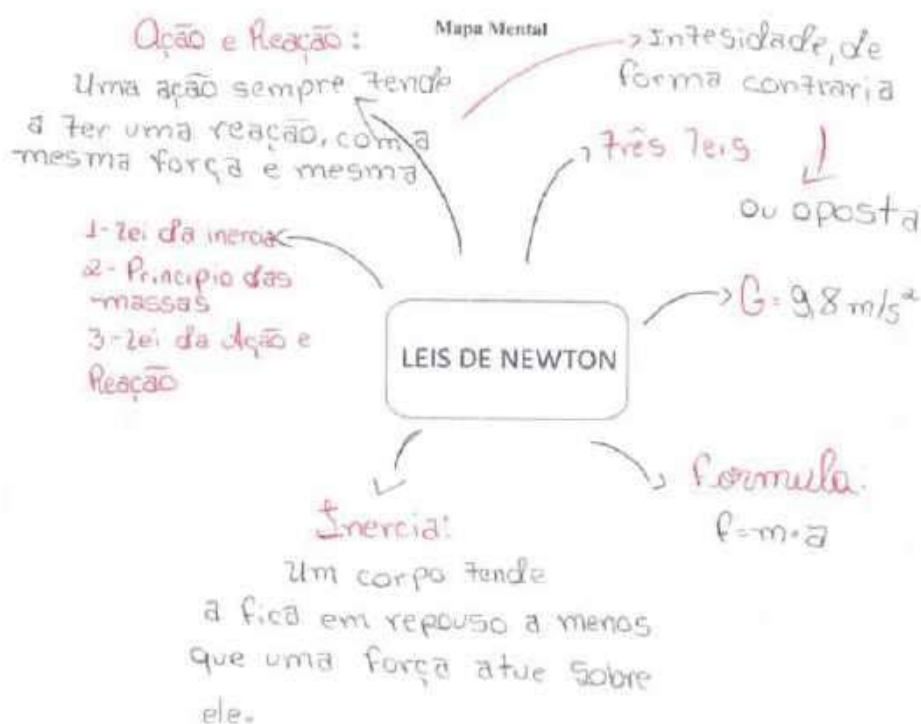 Mapa Mental
Ação e Reação:
Uma ação sempre tende
a ter uma reação, com a
mesma força e mesma
Intesidade, de
forma contraria
ou oposta
três leis
1- Lei da inercia
2- Principio das
massas
3- Lei da Ação e
Reação
G= 9,8 m/s²
LEIS DE NEWTON
formula:
f=m·a
Inercia:
Um corpo tende
a fica em repouso a menos
que uma força atue sobre
ele.